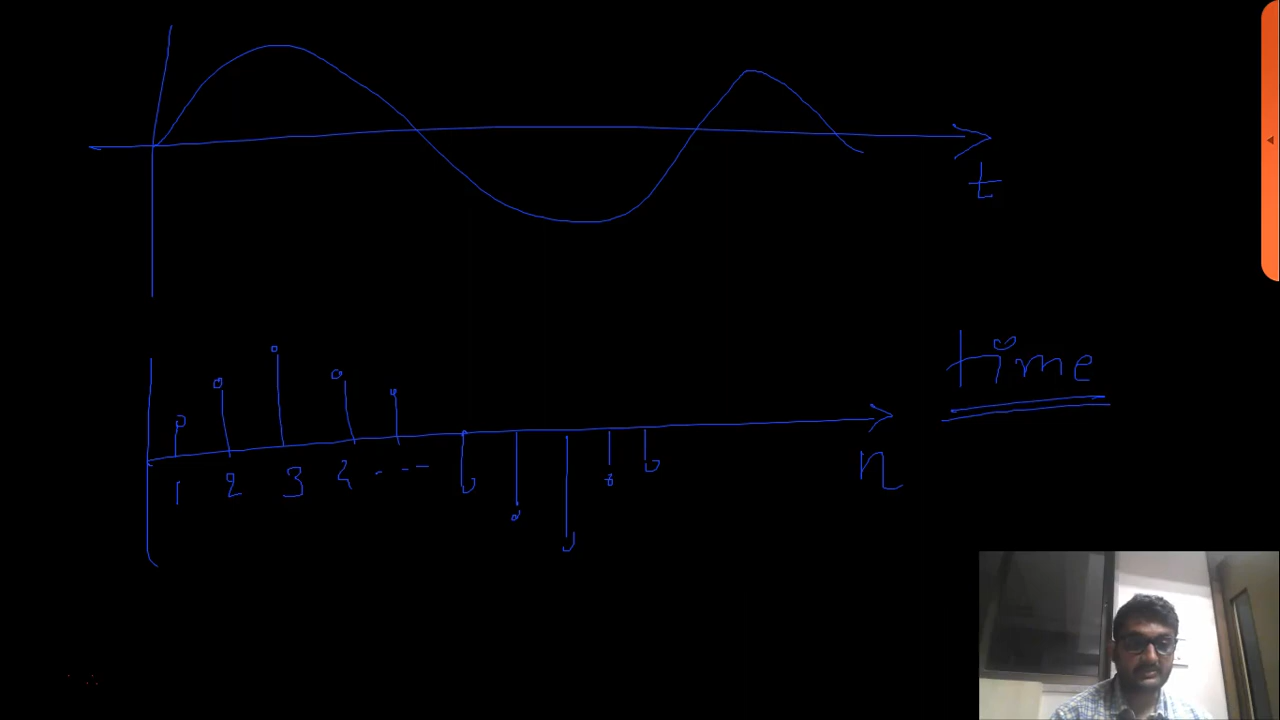 t
time
1 2 3 4 . . . - -
n